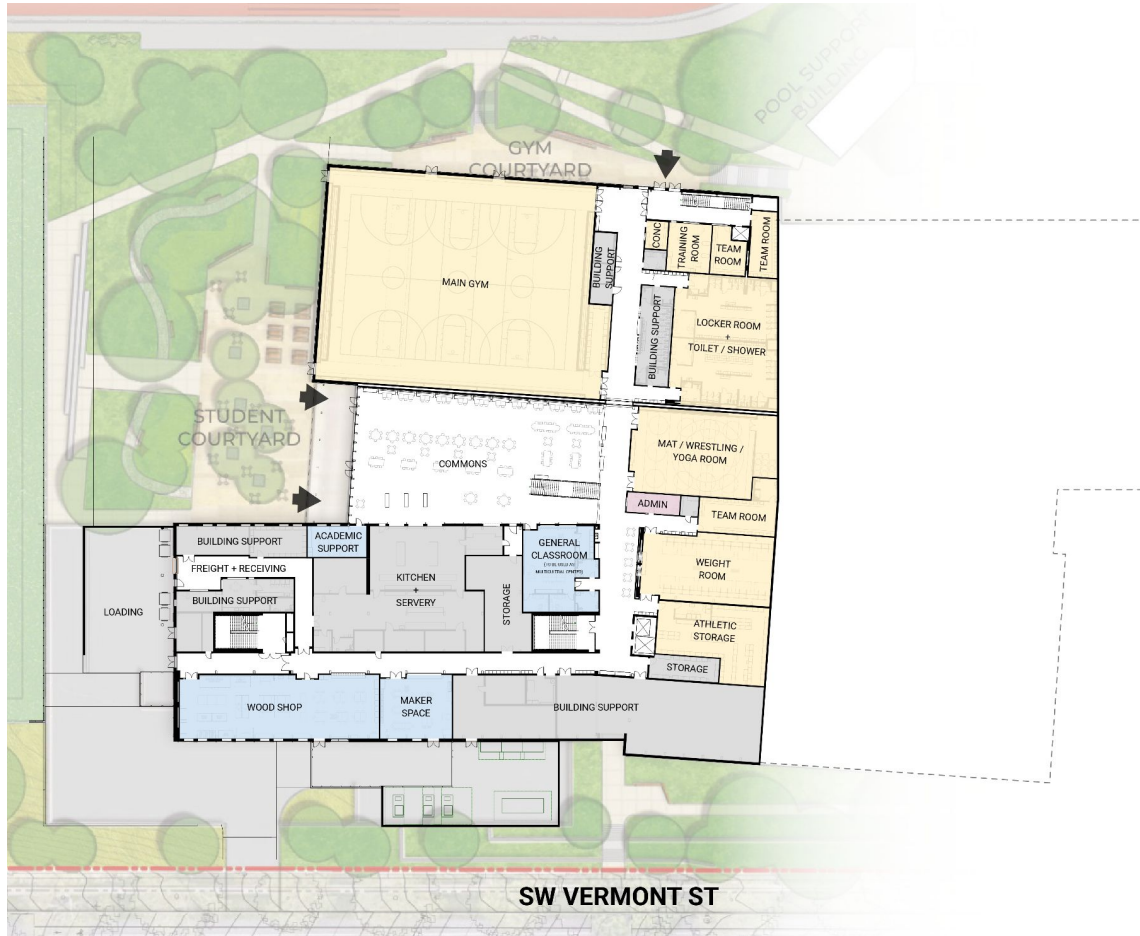 POOL SUPPORT
BUILDING
GYM
COURTYARD
CONC
TRAINING
ROOM
TEAM
ROOM
TEAM ROOM
BUILDING
SUPPORT
MAIN GYM
BUILDING SUPPORT
LOCKER ROOM
+
TOILET / SHOWER
STUDENT
COURTYARD
COMMONS
MAT / WRESTLING /
YOGA ROOM
ADMIN
TEAM ROOM
BUILDING SUPPORT
ACADEMIC
SUPPORT
GENERAL
CLASSROOM
FREIGHT + RECEIVING
KITCHEN
+
SERVERY
WEIGHT
ROOM
BUILDING SUPPORT
LOADING
STORAGE
ATHLETIC
STORAGE
STORAGE
WOOD SHOP
MAKER
SPACE
BUILDING SUPPORT
SW VERMONT ST